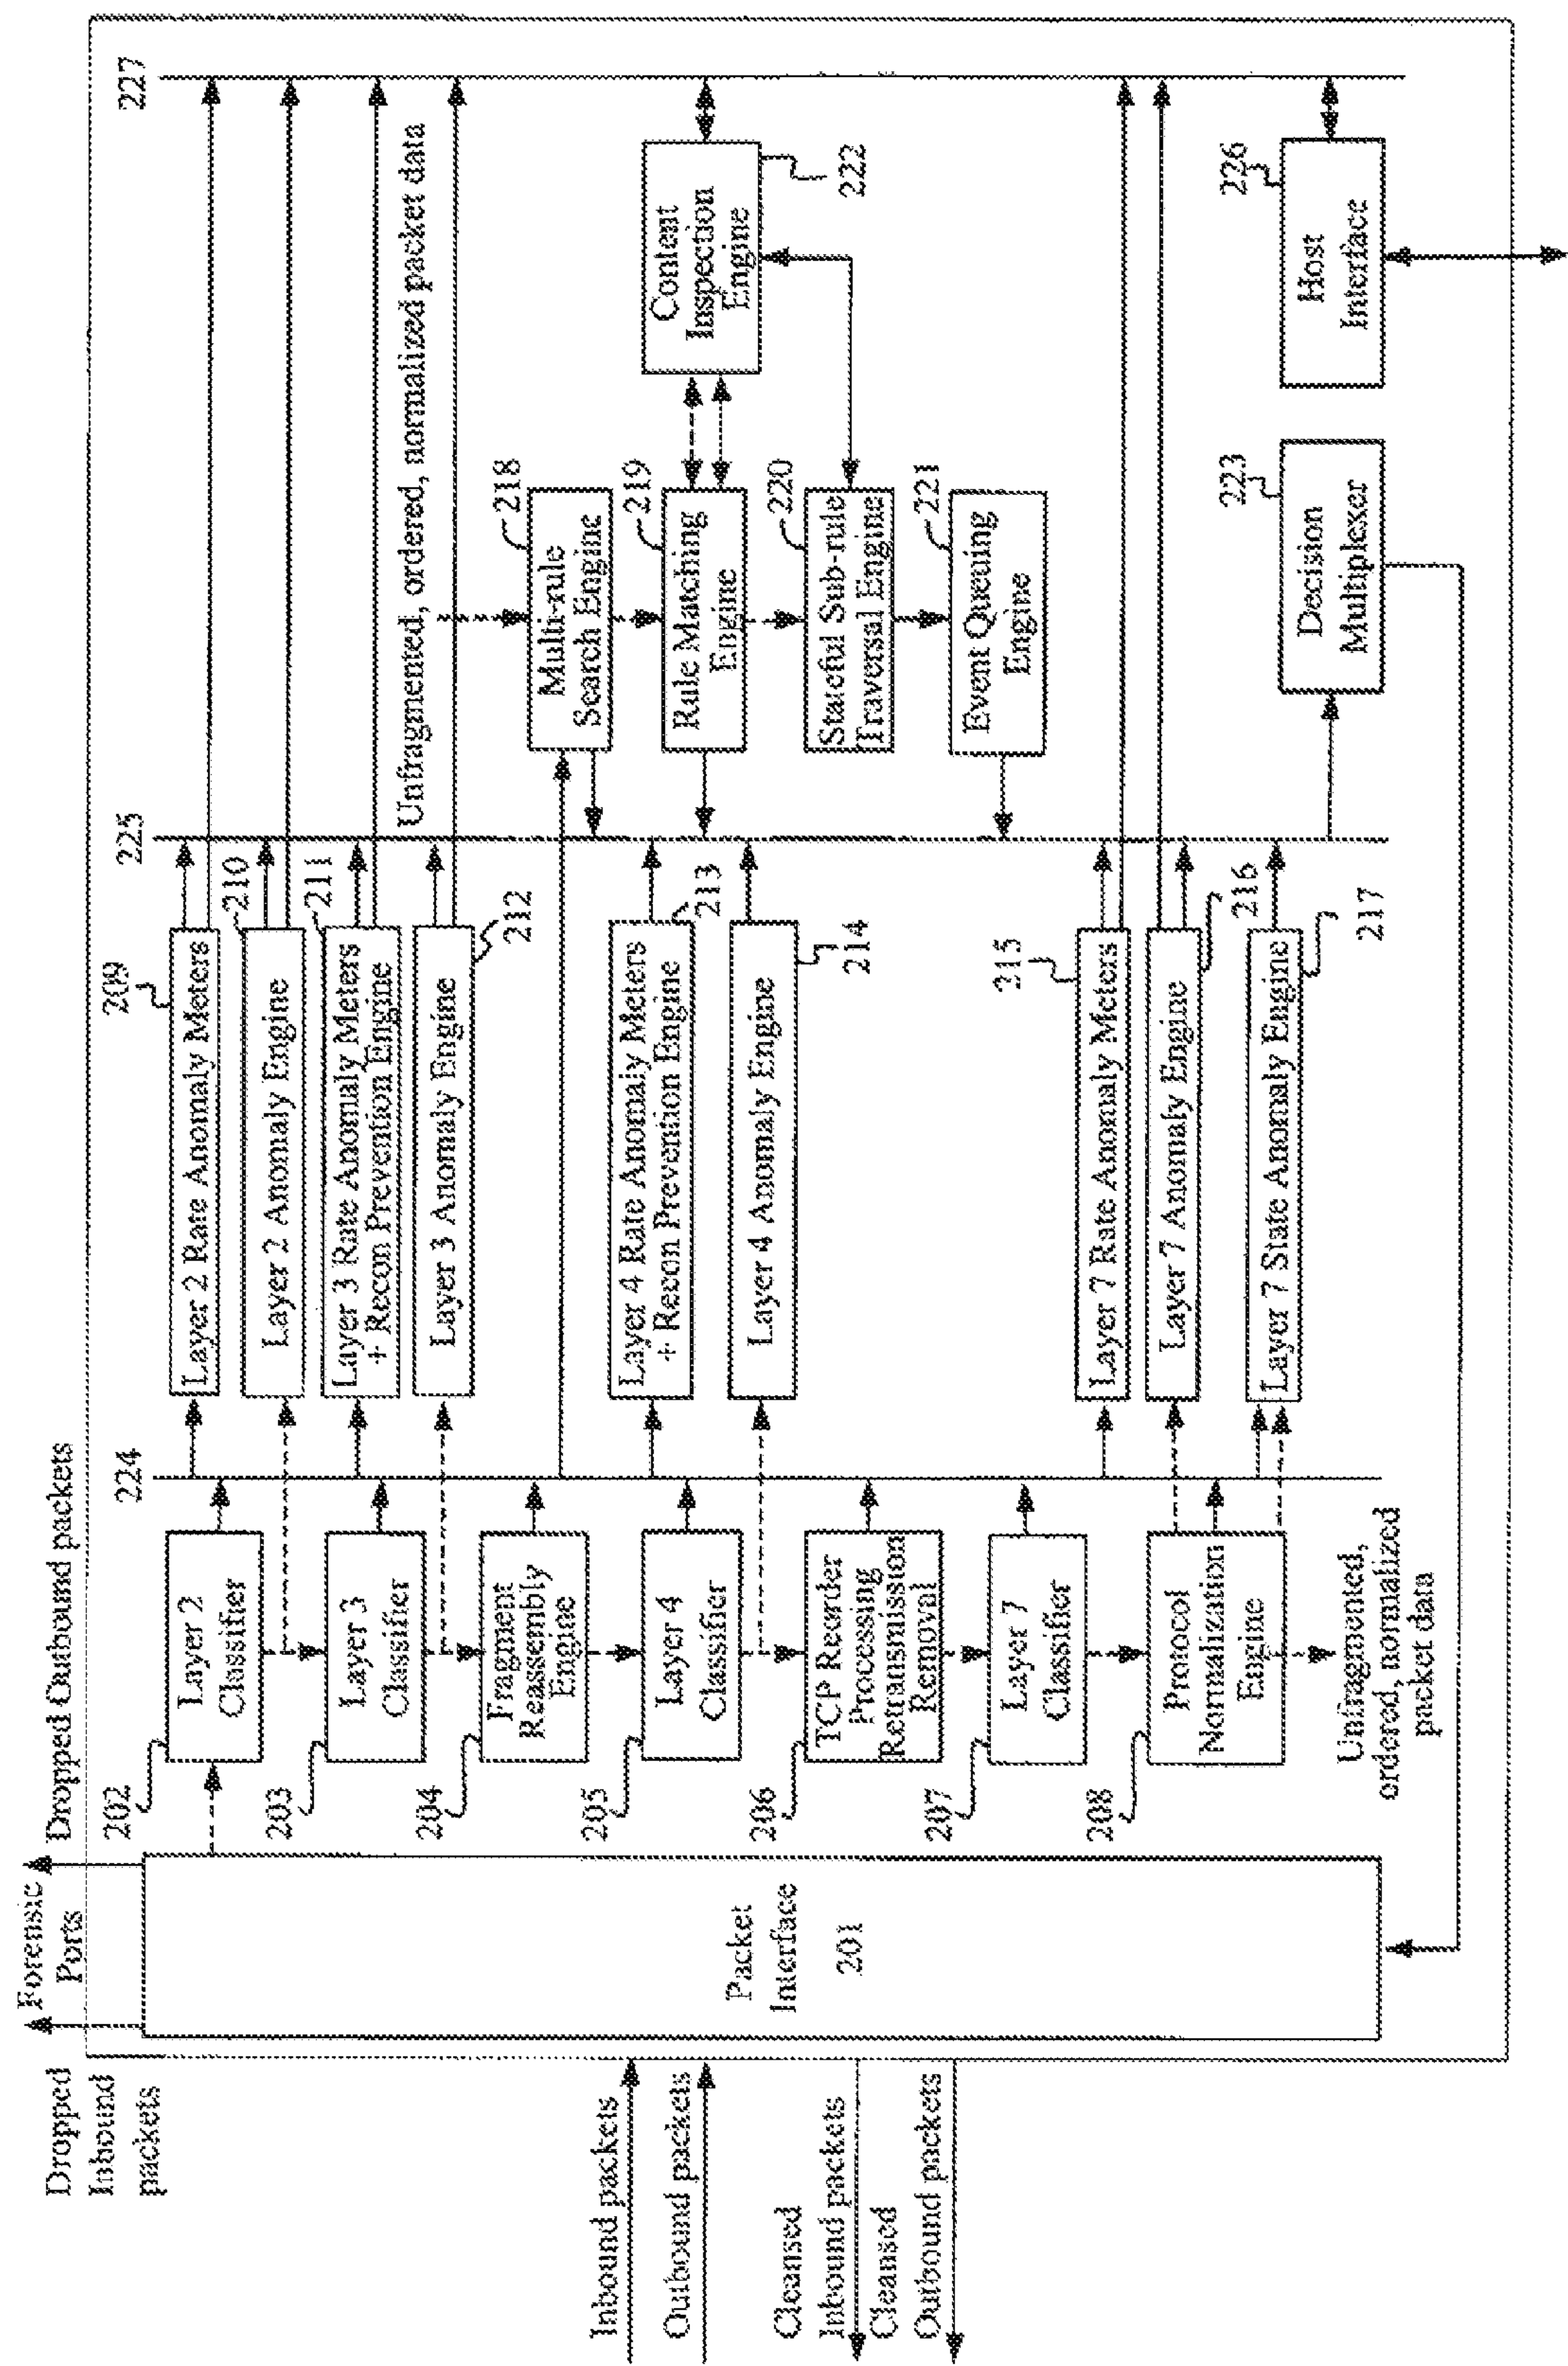 Dropped
Inbound
packets
Forensic
Ports
Dropped Outbound packets
Inbound packets
Outbound packets
Cleansed
Inbound packets
Cleansed
Outbound packets
Packet
Interface
201
202
Layer 2
Classifier
203
Layer 3
Classifier
204
Fragment
Reassembly
Engine
205
Layer 4
Classifier
206
TCP Reorder
Processing
Retransmission
Removal
207
Layer 7
Classifier
208
Protocol
Normalization
Engine
Unfragmented,
ordered, normalized
packet data
224
209
Layer 2 Rate Anomaly Meters
210
Layer 2 Anomaly Engine
211
Layer 3 Rate Anomaly Meters
+ Recon Prevention Engine
212
Layer 3 Anomaly Engine
213
Layer 4 Rate Anomaly Meters
+ Recon Prevention Engine
214
Layer 4 Anomaly Engine
215
Layer 7 Rate Anomaly Meters
216
Layer 7 Anomaly Engine
217
Layer 7 State Anomaly Engine
225
Unfragmented, ordered, normalized packet data
218
Multi-rule
Search Engine
219
Rule Matching
Engine
220
Stateful Sub-rule
Traversal Engine
221
Event Queuing
Engine
222
Content
Inspection
Engine
223
Decision
Multiplexer
226
Host
Interface
227